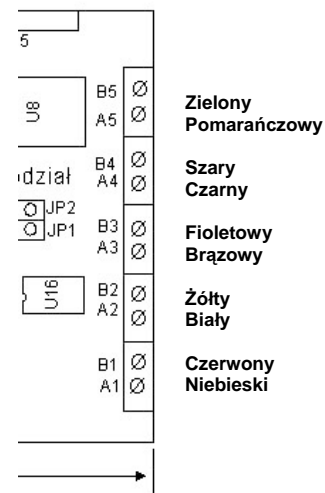 5
U8
B5
A5
Zielony
Pomarańczowy
odział
B4
A4
Szary
Czarny
JP2
JP1
B3
A3
Fioletowy
Brązowy
U16
B2
A2
Żółty
Biały
B1
A1
Czerwony
Niebieski